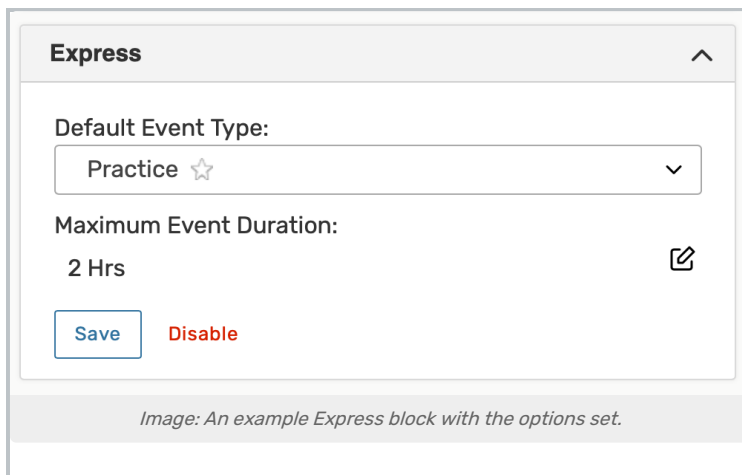 Express
Default Event Type:
Practice
Maximum Event Duration:
2 Hrs
Save Disable
Image: An example Express block with the options set.